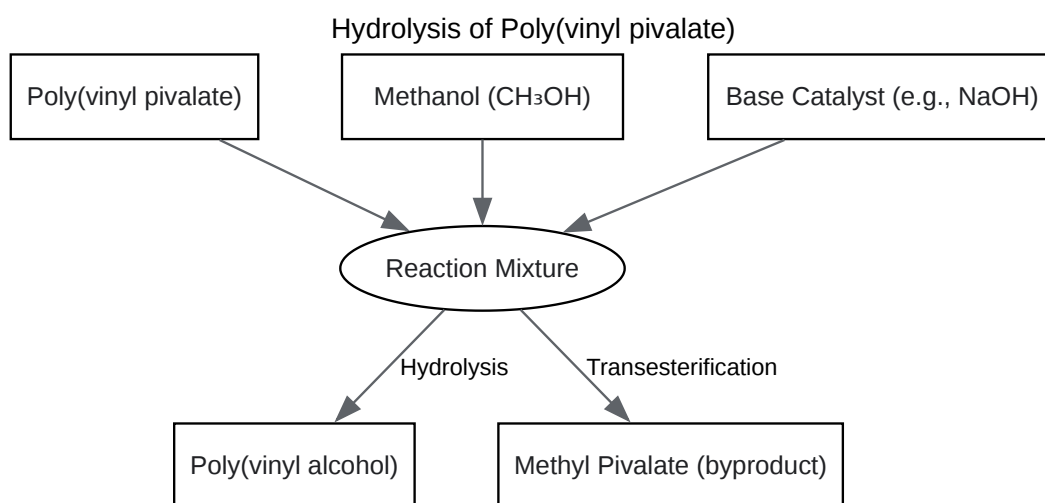 Hydrolysis of Poly(vinyl pivalate)
Poly(vinyl pivalate)
Methanol (CH₃OH)
Base Catalyst (e.g., NaOH)
Reaction Mixture
Hydrolysis
Transesterification
Poly(vinyl alcohol)
Methyl Pivalate (byproduct)